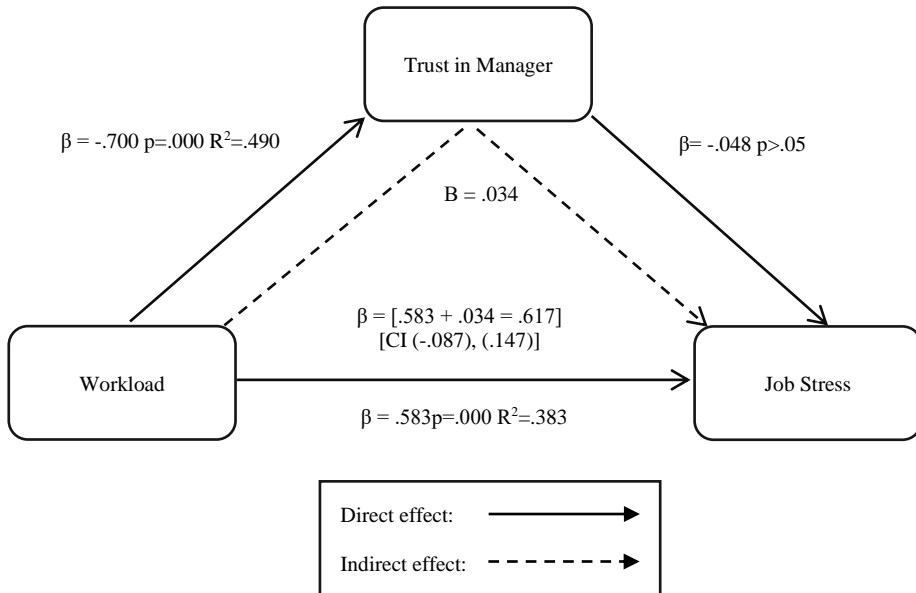 Trust in Manager
β = -.700 p=.000 R²=.490
β= -.048 p>.05
B = .034
β = [.583 + .034 = .617]
[CI (-.087), (.147)]
Workload
Job Stress
β = .583p=.000 R²=.383
Direct effect:
Indirect effect: